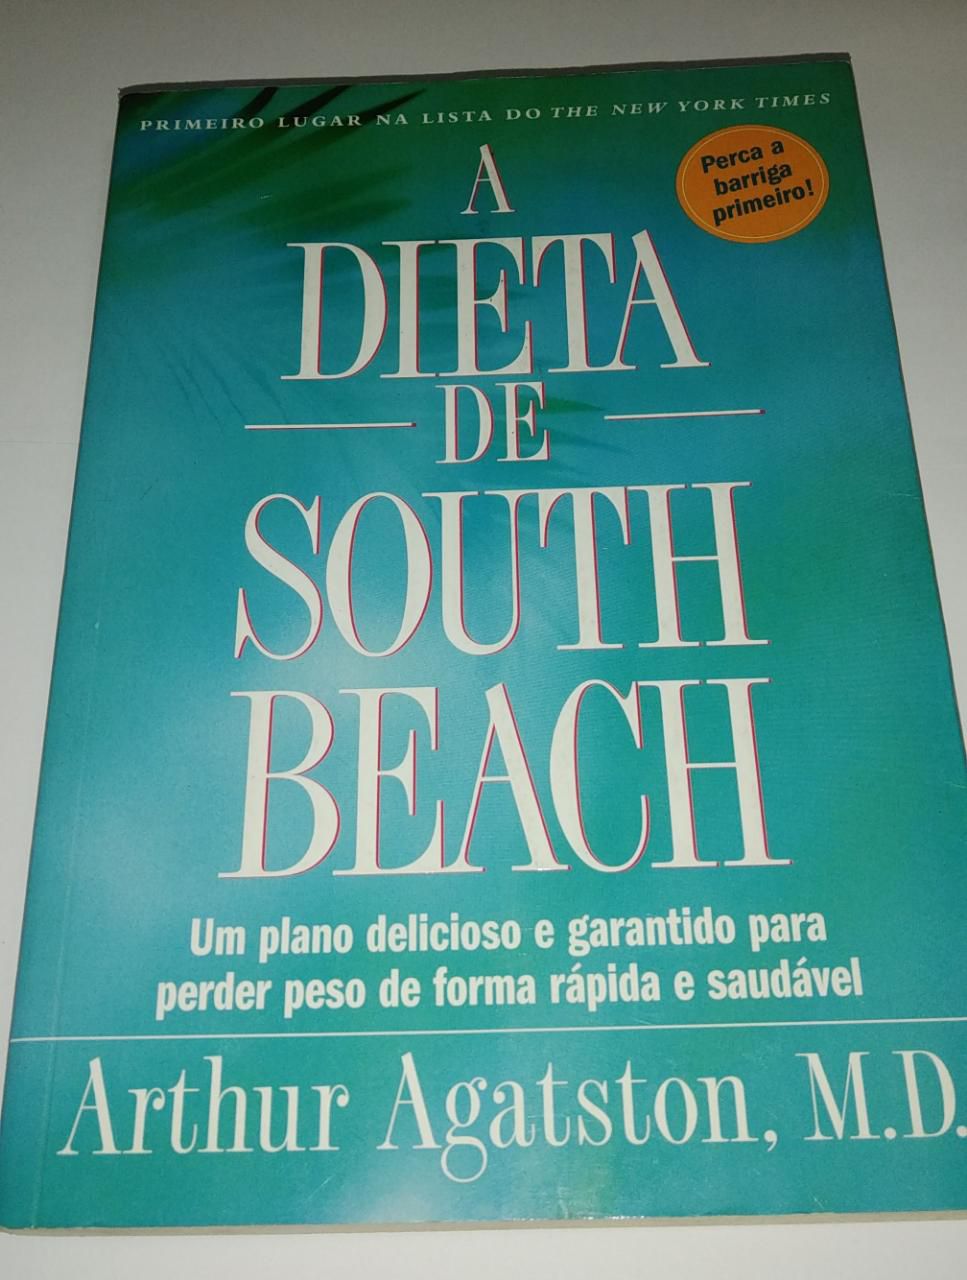 PRIMEIRO LUGAR NA LISTA DO THE NEW YORK TIMES
Perca a
barriga
primeiro!
A
DIETA
DE
SOUTH
BEACH
Um plano delicioso e garantido para
perder peso de forma rápida e saudável
Arthur Agatston, M.D.